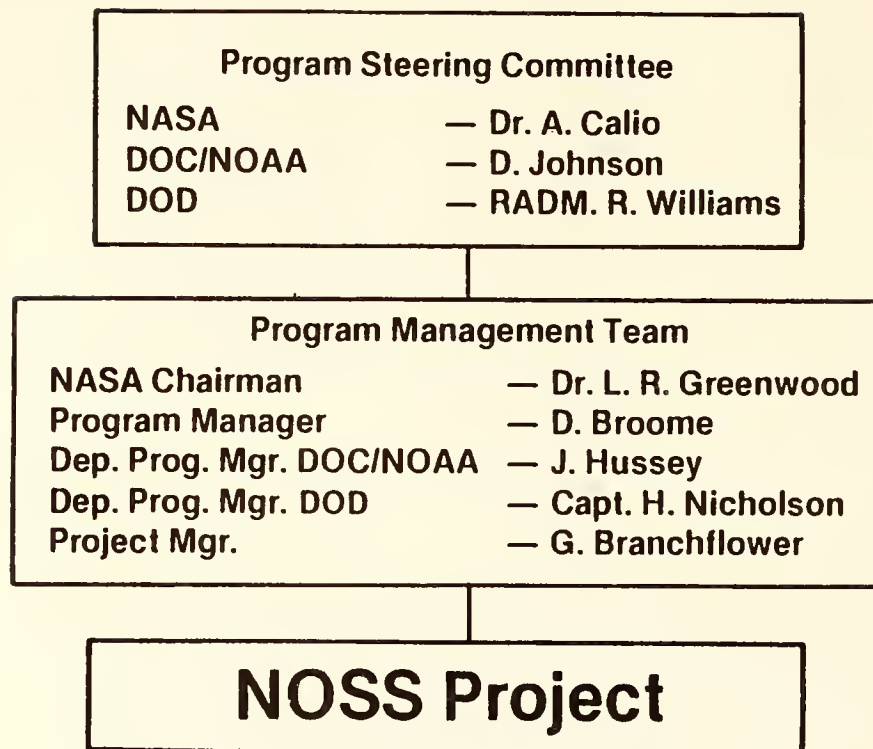 Program Steering Committee
NASA — Dr. A. Calio
DOC/NOAA — D. Johnson
DOD — RADM. R. Williams
Program Management Team
NASA Chairman — Dr. L. R. Greenwood
Program Manager — D. Broome
Dep. Prog. Mgr. DOC/NOAA — J. Hussey
Dep. Prog. Mgr. DOD — Capt. H. Nicholson
Project Mgr. — G. Branchflower
NOSS Project